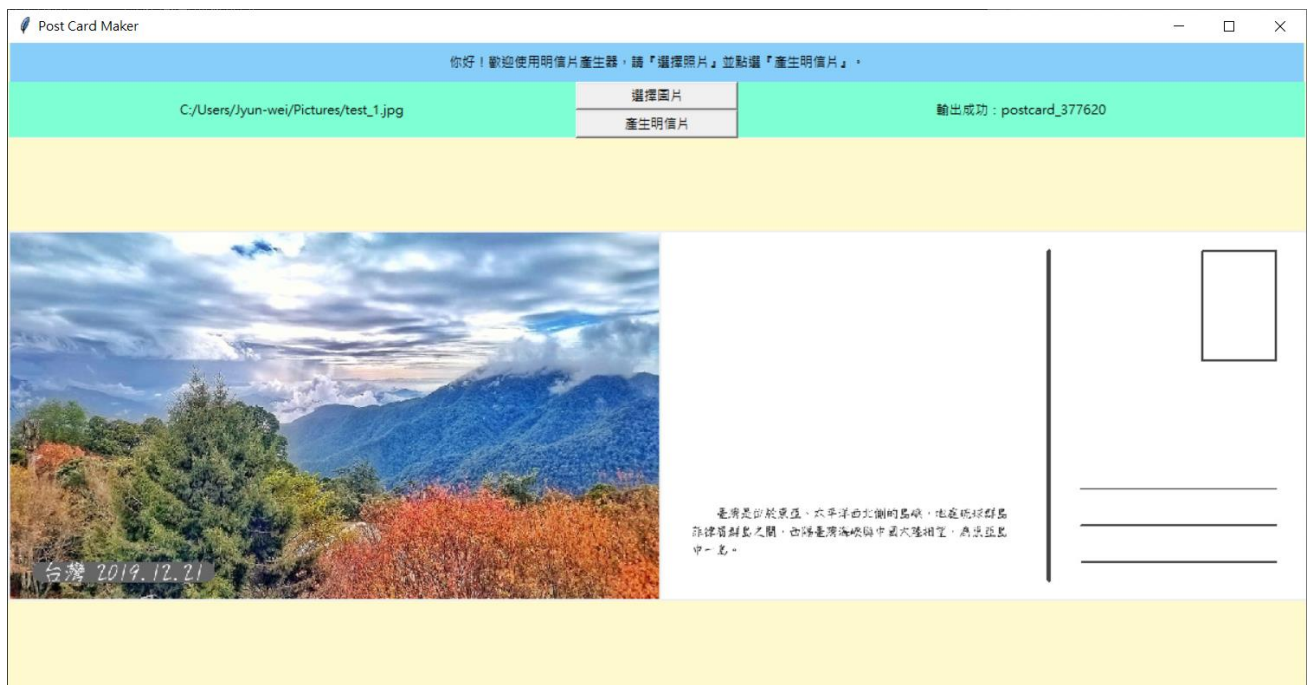 Post Card Maker
你好！歡迎使用明信片產生器，請『選擇照片』並點選『產生明信片』。
C:/Users/Jyun-wei/Pictures/test_1.jpg
選擇圖片
產生明信片
輸出成功：postcard_377620
台灣 2019.12.21
臺灣是位於東亞、太平洋西北側的島嶼，地處琉球群島
菲律賓群島之間，西隔臺灣海峽與中國大陸相望，為
中一島。